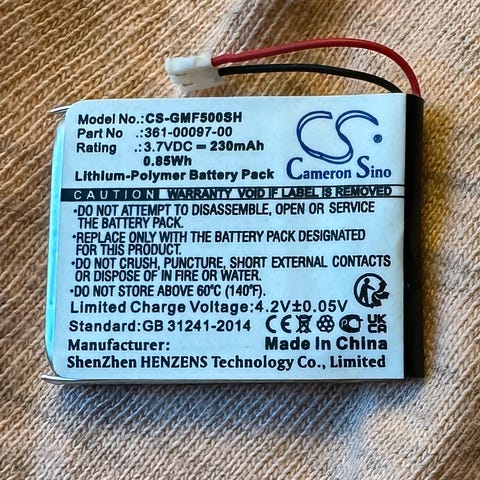 Model No.:CS-GMF500SH
Part No :361-00097-00
Rating : 3.7VDC ⎓ 230mAh
0.85Wh
Lithium-Polymer Battery Pack
CS
Cameron Sino
CAUTION WARRANTY VOID IF LABEL IS REMOVED
•DO NOT ATTEMPT TO DISASSEMBLE, OPEN OR SERVICE
THE BATTERY PACK.
•REPLACE ONLY WITH THE BATTERY DESIGNATED
FOR THIS PRODUCT.
•DO NOT CRUSH, PUNCTURE, SHORT EXTERNAL CONTACTS
OR DISPOSE OF IN FIRE OR WATER.
•DO NOT STORE ABOVE 60℃ (140℉).
Limited Charge Voltage:4.2V±0.05V
Standard:GB 31241-2014
CE UK CA
Manufacturer: Made in China
ShenZhen HENZENS Technology Co., Limited